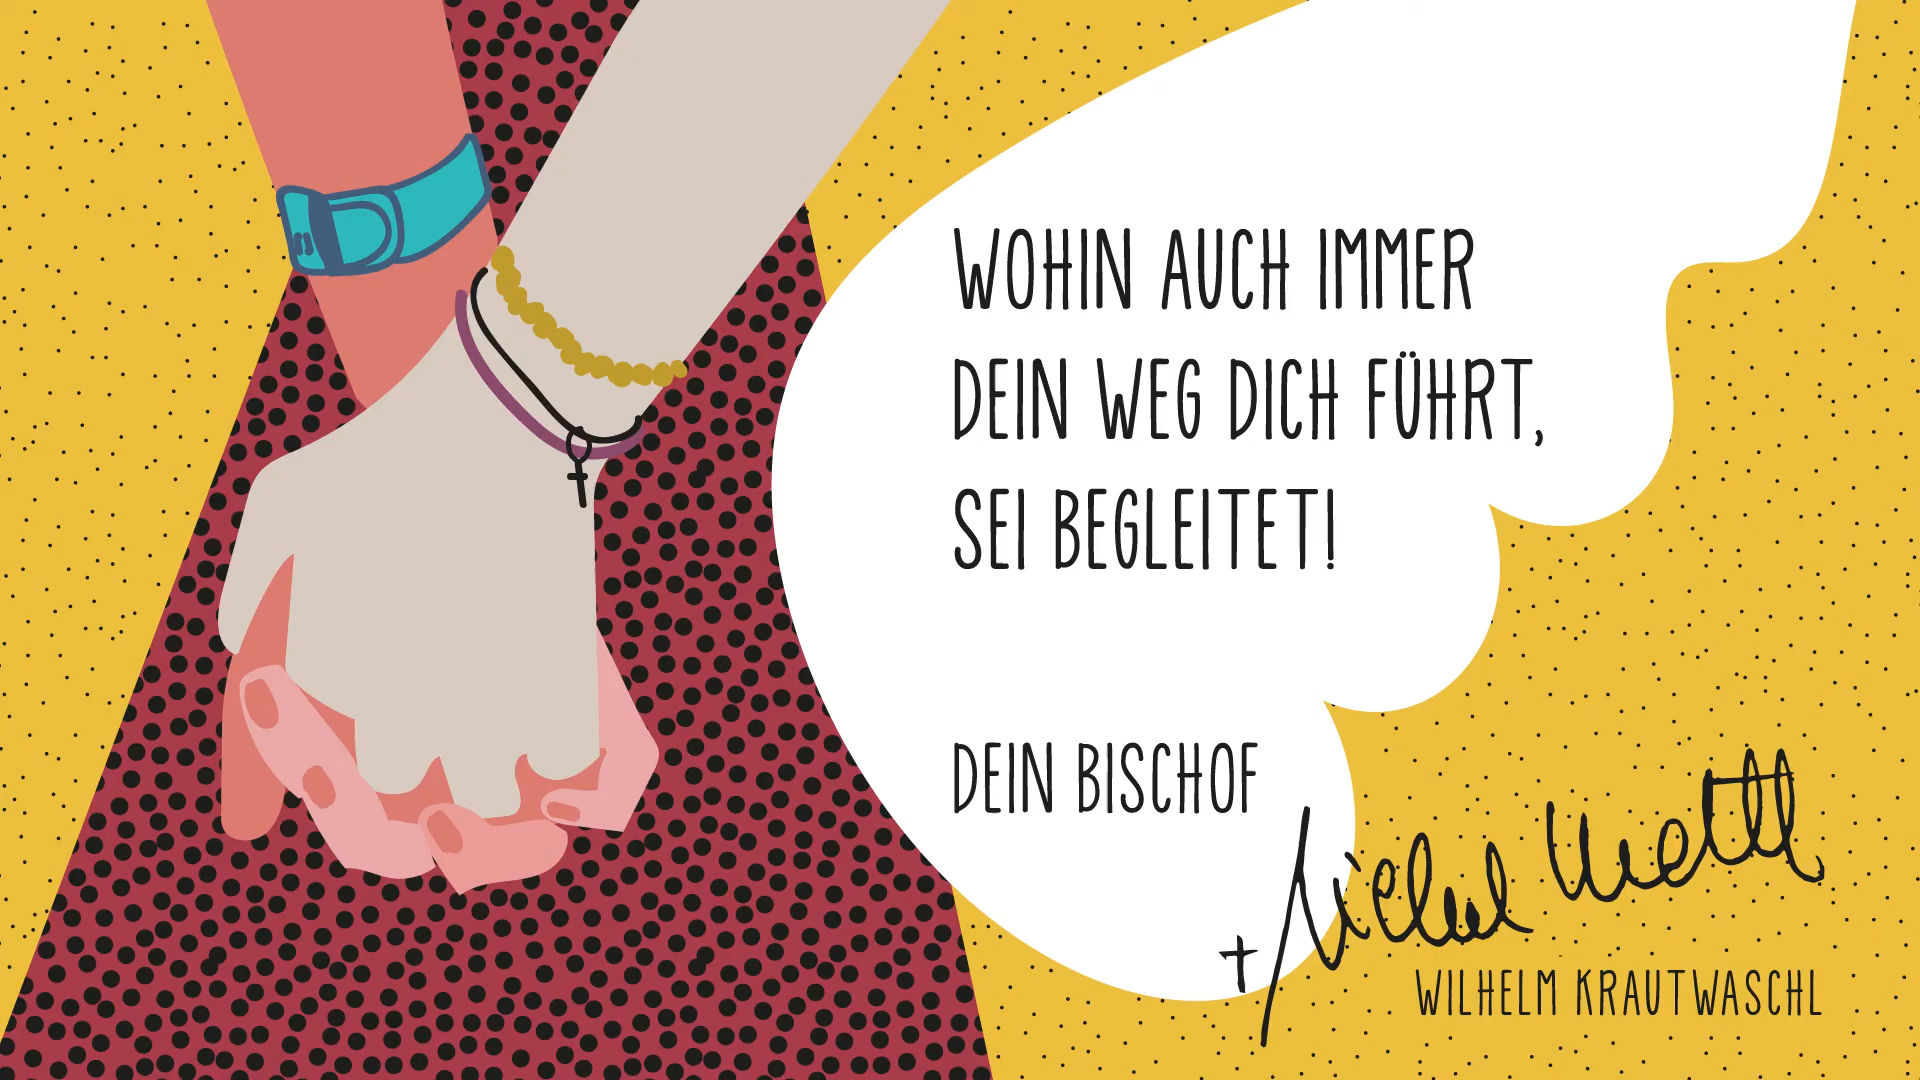 WOHIN AUCH IMMER
DEIN WEG DICH FÜHRT,
SEI BEGLEITET!
DEIN BISCHOF
+
WILHELM KRAUTWASCHL